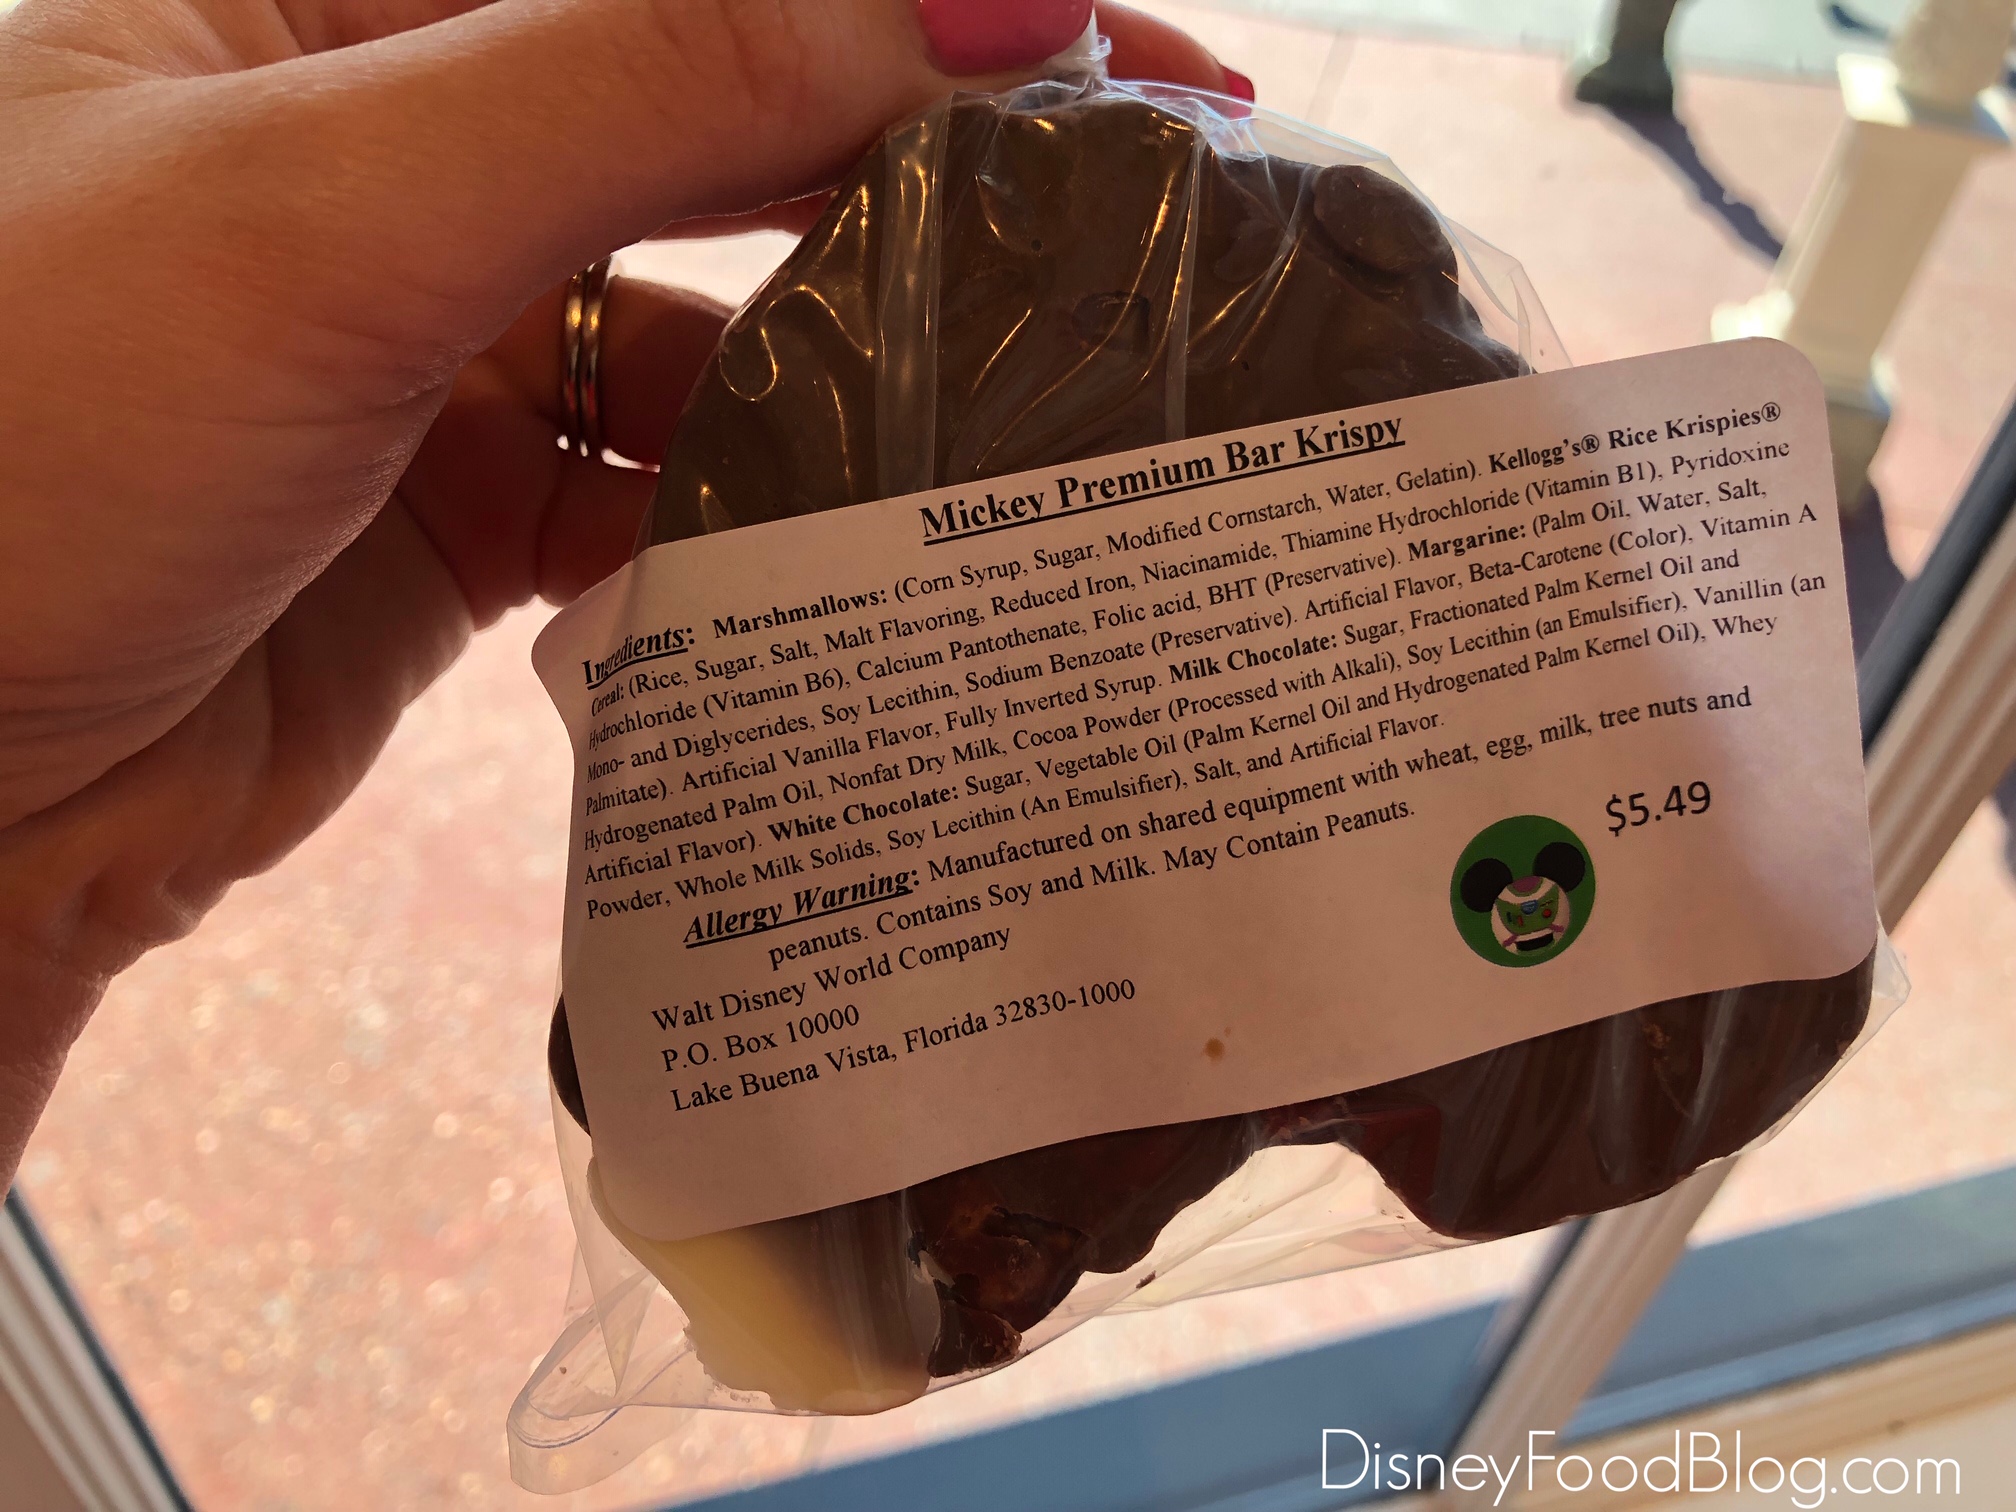 Mickey Premium Bar Krispy
Ingredients: Marshmallows: (Corn Syrup, Sugar, Modified Cornstarch, Water, Gelatin). Kellogg's® Rice Krispies®
Cereal: (Rice, Sugar, Salt, Malt Flavoring, Reduced Iron, Niacinamide, Thiamine Hydrochloride (Vitamin B1), Pyridoxine
Hydrochloride (Vitamin B6), Calcium Pantothenate, Folic acid, BHT (Preservative). Margarine: (Palm Oil, Water, Salt,
Mono- and Diglycerides, Soy Lecithin, Sodium Benzoate (Preservative). Artificial Flavor, Beta-Carotene (Color), Vitamin A
Palmitate). Artificial Vanilla Flavor, Fully Inverted Syrup. Milk Chocolate: Sugar, Fractionated Palm Kernel Oil and
Hydrogenated Palm Oil, Nonfat Dry Milk, Cocoa Powder (Processed with Alkali), Soy Lecithin (an Emulsifier), Vanillin (an
Artificial Flavor). White Chocolate: Sugar, Vegetable Oil (Palm Kernel Oil and Hydrogenated Palm Kernel Oil), Whey
Powder, Whole Milk Solids, Soy Lecithin (An Emulsifier), Salt, and Artificial Flavor.
Allergy Warning: Manufactured on shared equipment with wheat, egg, milk, tree nuts and
peanuts. Contains Soy and Milk. May Contain Peanuts.
Walt Disney World Company
P.O. Box 10000
Lake Buena Vista, Florida 32830-1000
$5.49
DisneyFoodBlog.com